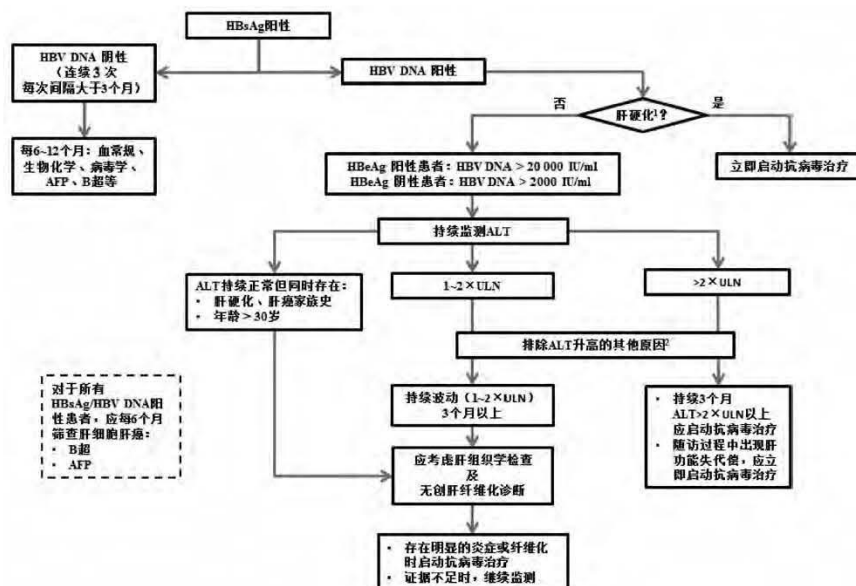 HBsAg阳性
HBV DNA 阴性
（连续 3 次
每次间隔大于3个月）
HBV DNA 阳性
否
肝硬化1?
是
每6~12个月：血常规、
生物化学、病毒学、
AFP、B超等
HBeAg 阳性患者：HBV DNA > 20 000 IU/ml
HBeAg 阴性患者：HBV DNA > 2000 IU/ml
立即启动抗病毒治疗
持续监测ALT
ALT持续正常但同时存在：
• 肝硬化、肝癌家族史
• 年龄 > 30岁
1~2 × ULN
>2 × ULN
排除ALT升高的其他原因2
对于所有
HBsAg/HBV DNA阳
性患者，应每6个月
筛查肝细胞肝癌：
• B超
• AFP
持续波动（1~2 × ULN）
3个月以上
• 持续3个月
ALT>2 × ULN以上
应启动抗病毒治疗
• 随访过程中出现肝
功能失代偿，应立
即启动抗病毒治疗
应考虑肝组织学检查
及
无创肝纤维化诊断
• 存在明显的炎症或纤维化
时启动抗病毒治疗
• 证据不足时，继续监测